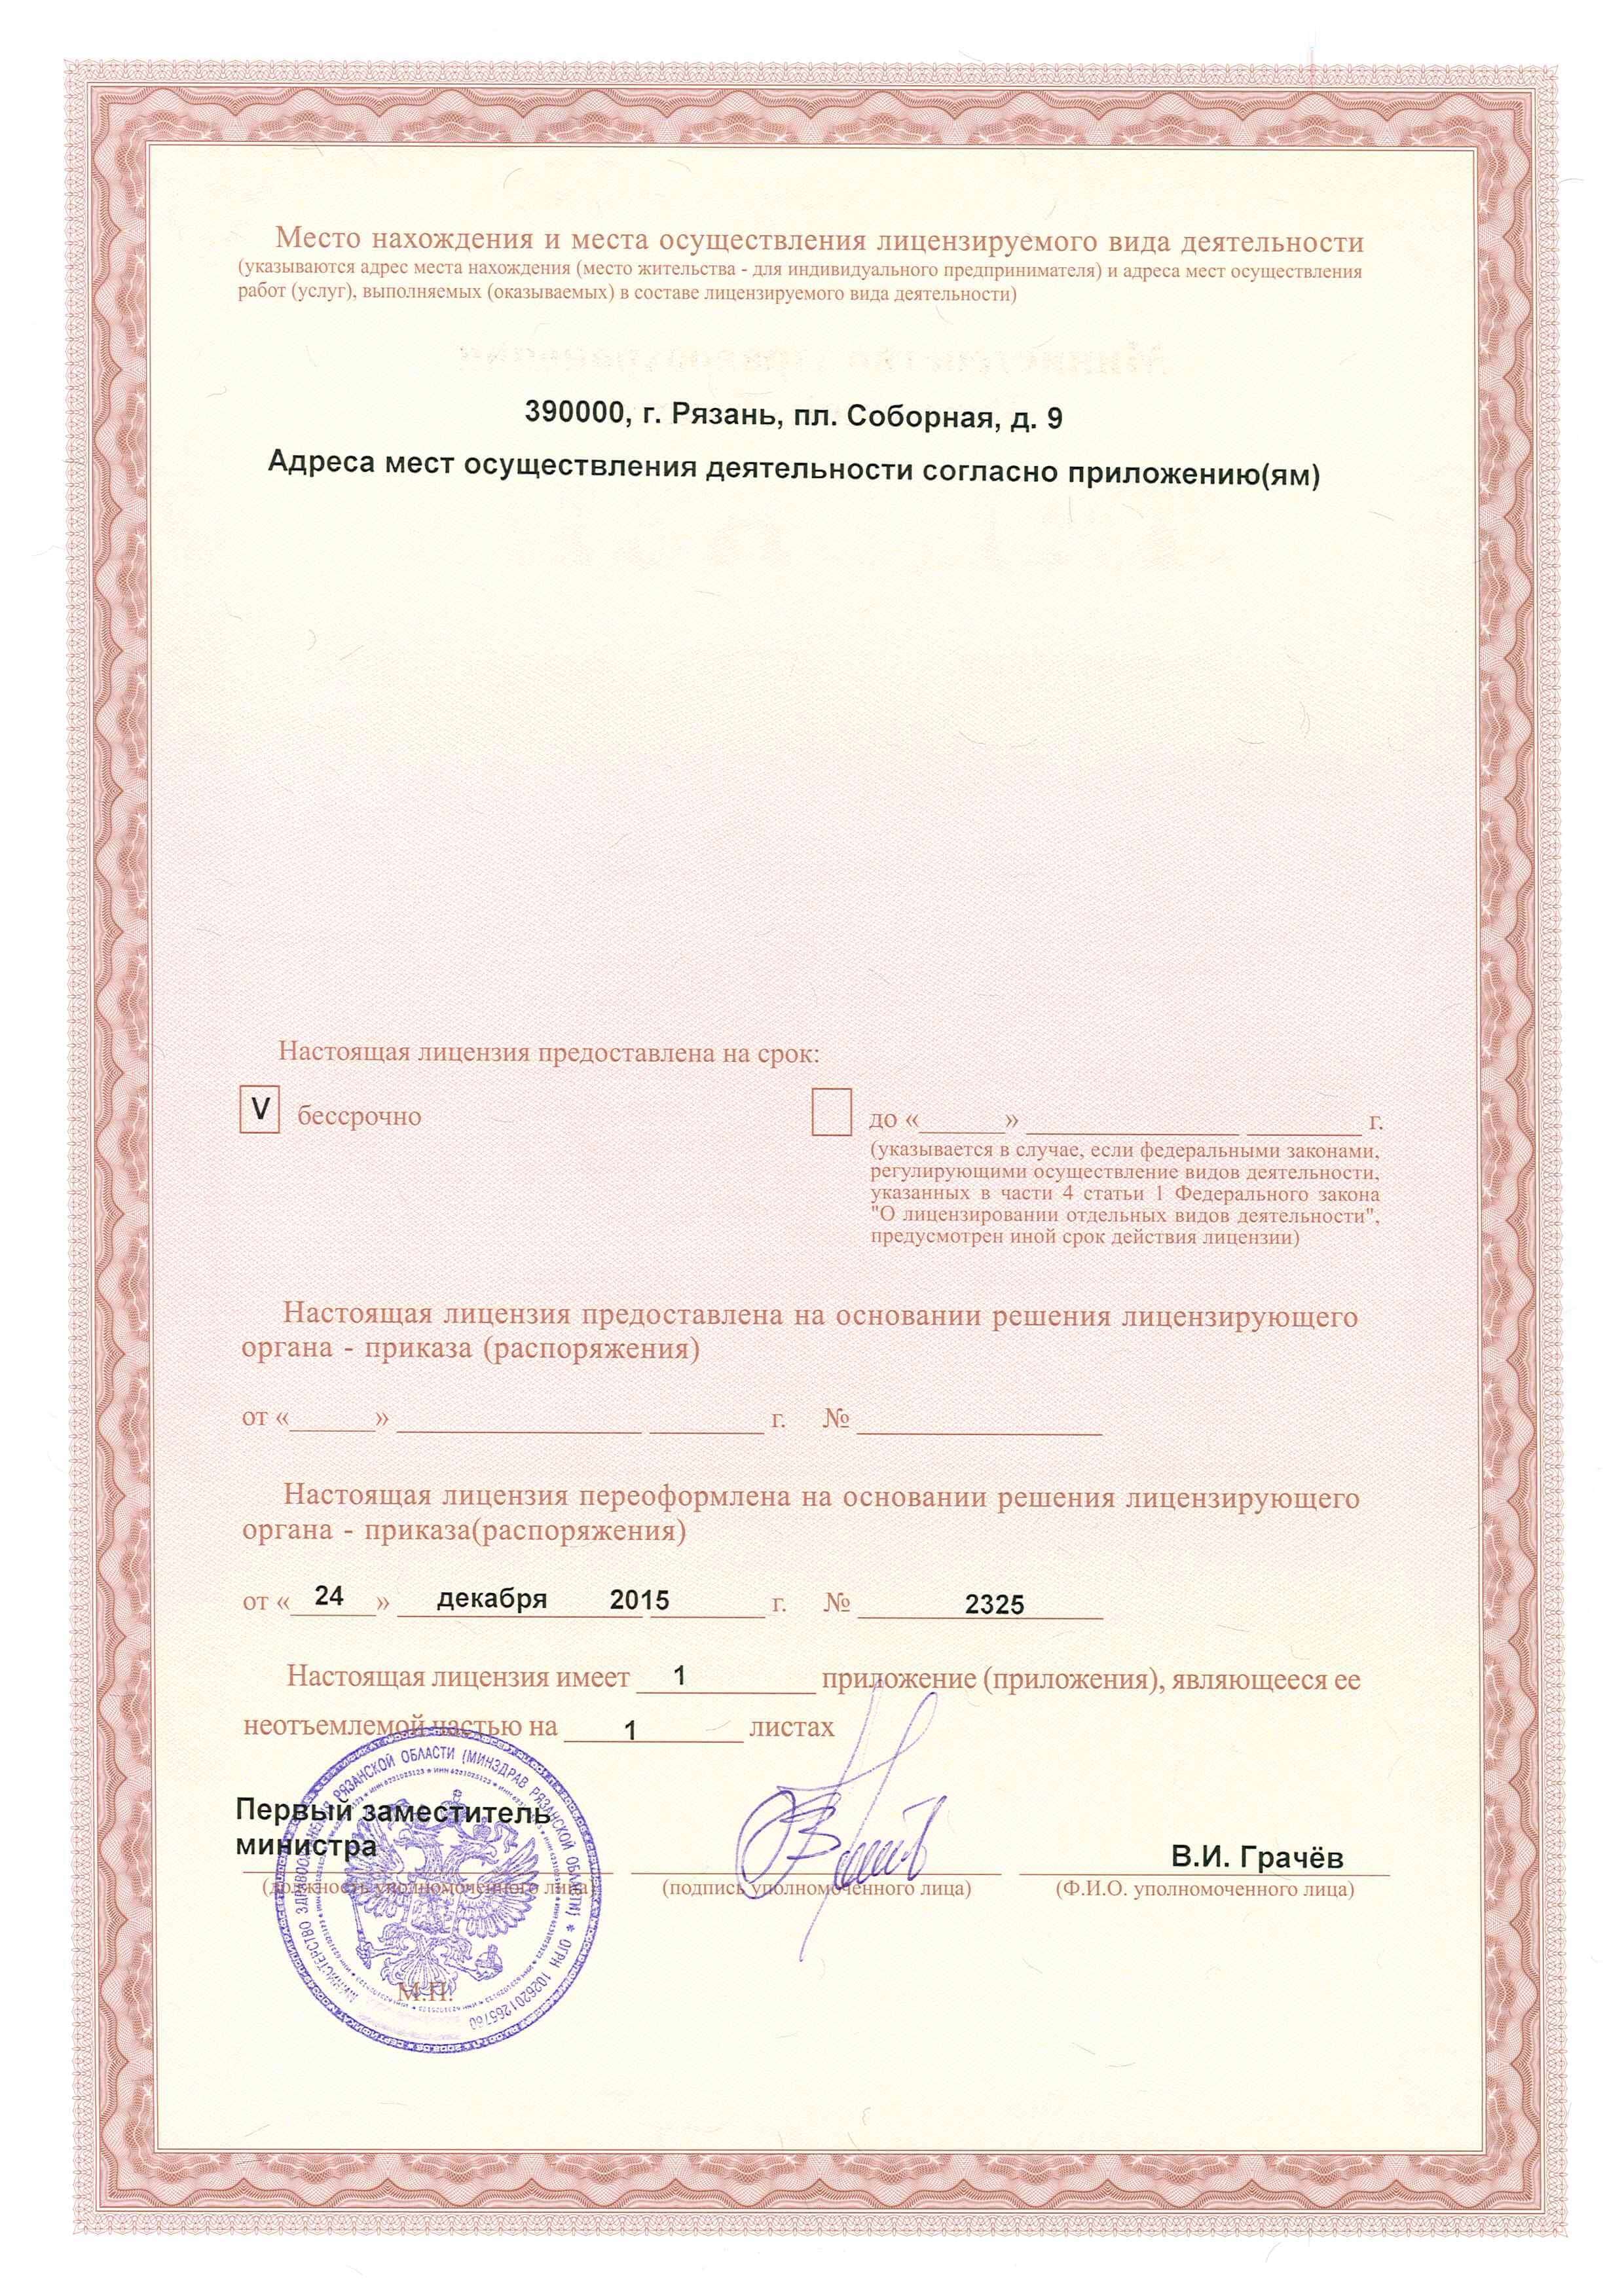 Место нахождения и места осуществления лицензируемого вида деятельности
(указываются адрес места нахождения (место жительства - для индивидуального предпринимателя) и адреса мест осуществления
работ (услуг), выполняемых (оказываемых) в составе лицензируемого вида деятельности)
390000, г. Рязань, пл. Соборная, д. 9
Адреса мест осуществления деятельности согласно приложению(ям)
Настоящая лицензия предоставлена на срок:
V бессрочно
до «______» _______________ __________ г.
(указывается в случае, если федеральными законами,
регулирующими осуществление видов деятельности,
указанных в части 4 статьи 1 Федерального закона
"О лицензировании отдельных видов деятельности",
предусмотрен иной срок действия лицензии)
Настоящая лицензия предоставлена на основании решения лицензирующего
органа - приказа (распоряжения)
от «______» _________________ ________ г. № _________________
Настоящая лицензия переоформлена на основании решения лицензирующего
органа - приказа(распоряжения)
от « 24 » декабря 2015 г. № 2325
Настоящая лицензия имеет 1 приложение (приложения), являющееся ее
неотъемлемой частью на 1 листах
Первый заместитель
министра
В.И. Грачёв
(должность уполномоченного лица) (подпись уполномоченного лица) (Ф.И.О. уполномоченного лица)
М.П.
МИНИСТЕРСТВО ЗДРАВООХРАНЕНИЯ РЯЗАНСКОЙ ОБЛАСТИ (МИНЗДРАВ РЯЗАНСКОЙ ОБЛАСТИ) * ОГРН 1026201265760